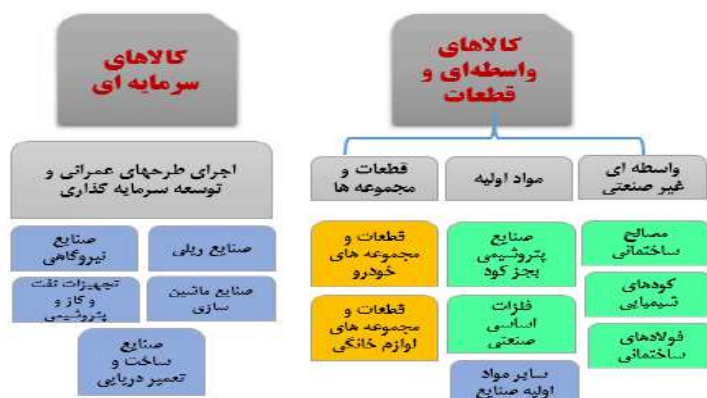 کالاهای
واسطه‌ای و
قطعات
واسطه ای
غیر صنعتی
مواد اولیه
قطعات و
مجموعه ها
مصالح
ساختمانی
کودهای
شیمیایی
فولادهای
ساختمانی
صنایع
پتروشیمی
بجز کود
فلزات
اساسی
صنعتی
سایر مواد
اولیه صنایع
قطعات و
مجموعه های
خودرو
قطعات و
مجموعه های
لوازم خانگی
کالاهای
سرمایه ای
اجرای طرحهای عمرانی و
توسعه سرمایه گذاری
صنایع ریلی
صنایع
نیروگاهی
صنایع ماشین
سازی
تجهیزات نفت
و گاز و
پتروشیمی
صنایع
ساخت و
تعمیر دریایی